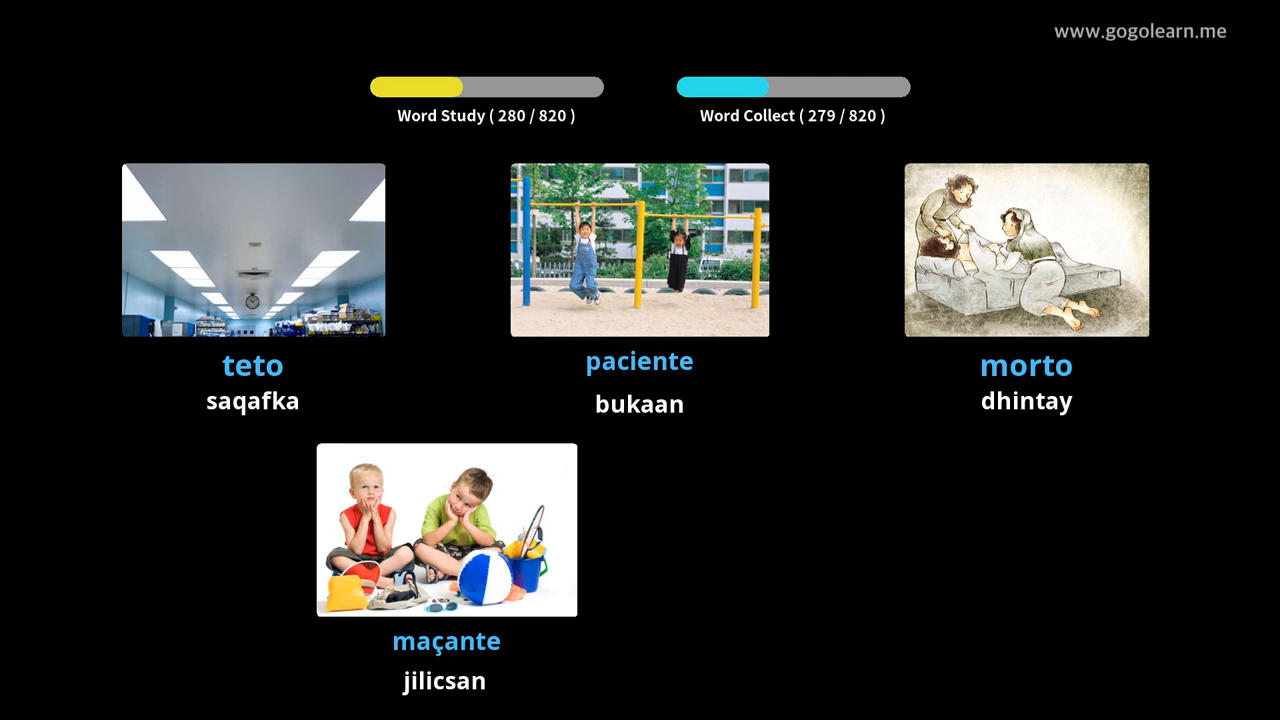 www.gogolearn.me
Word Study ( 280 / 820 )
Word Collect ( 279 / 820 )
teto
saqafka
paciente
bukaan
morto
dhintay
maçante
jilicsan